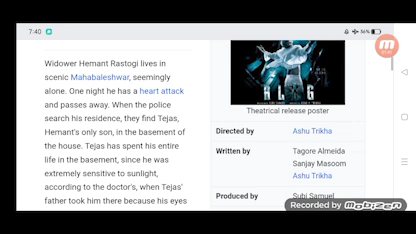 7:40
56%
Widower Hemant Rastogi lives in
scenic Mahabaleshwar, seemingly
alone. One night he has a heart attack
and passes away. When the police
search his residence, they find Tejas,
Hemant's only son, in the basement of
the house. Tejas has spent his entire
life in the basement, since he was
extremely sensitive to sunlight,
according to the doctor's, when Tejas'
father took him there because his eyes
Theatrical release poster
Directed by
Ashu Trikha
Written by
Tagore Almeida
Sanjay Masoom
Ashu Trikha
Produced by
Subi Samuel
Recorded by mobizen